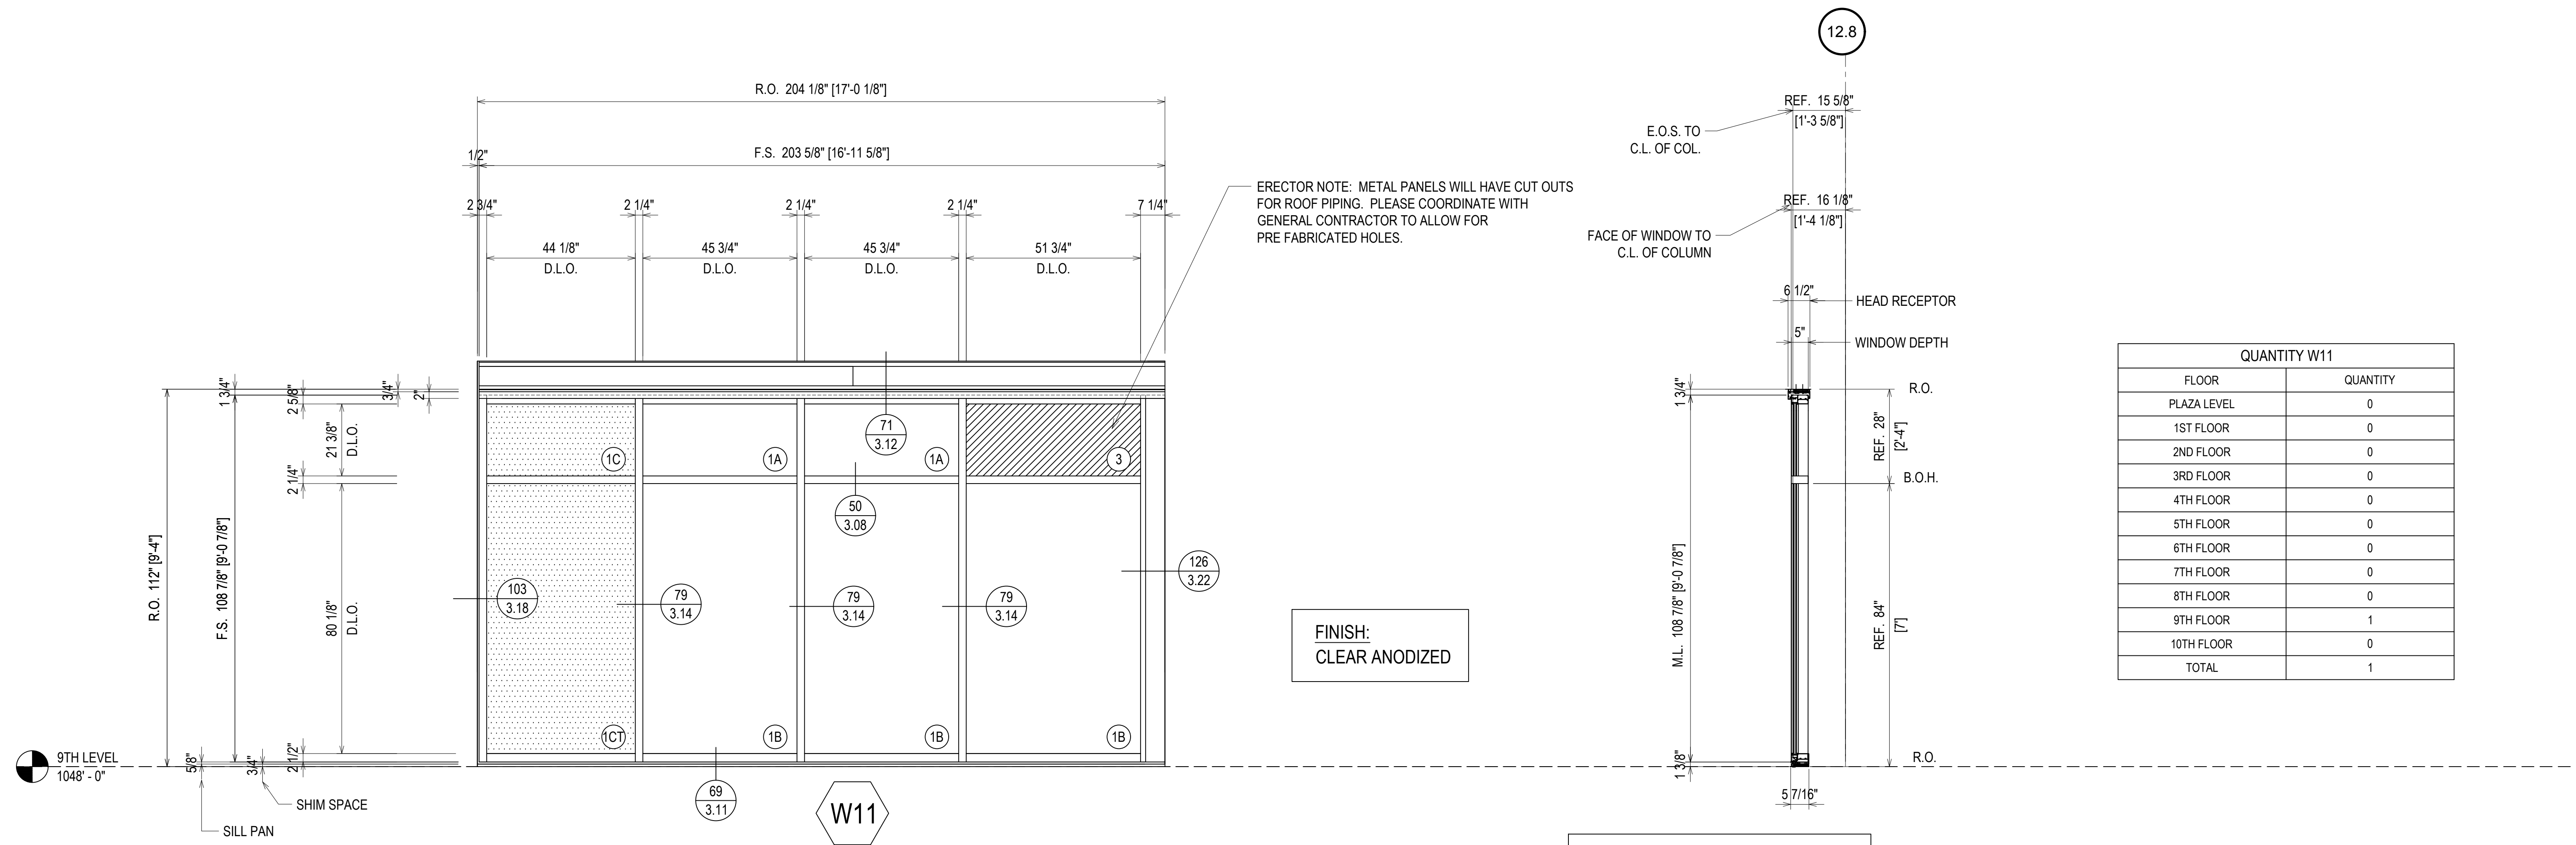 12.8
R.O. 204 1/8" [17'-0 1/8"]
F.S. 203 5/8" [16'-11 5/8"]
1/2"
2 3/4"
2 1/4"
2 1/4"
2 1/4"
7 1/4"
44 1/8"
D.L.O.
45 3/4"
D.L.O.
45 3/4"
D.L.O.
51 3/4"
D.L.O.
ERECTOR NOTE: METAL PANELS WILL HAVE CUT OUTS
FOR ROOF PIPING. PLEASE COORDINATE WITH
GENERAL CONTRACTOR TO ALLOW FOR
PRE FABRICATED HOLES.
R.O. 112" [9'-4"]
F.S. 108 7/8" [9'-0 7/8"]
1 3/4"
2 5/8"
3/4"
2"
21 3/8"
D.L.O.
2 1/4"
80 1/8"
D.L.O.
2 1/2"
3/4"
5/8"
SHIM SPACE
SILL PAN
9TH LEVEL
1048' - 0"
1C
1A
1A
3
71
3.12
50
3.08
103
3.18
79
3.14
79
3.14
79
3.14
126
3.22
1CT
1B
1B
1B
69
3.11
W11
FINISH:
CLEAR ANODIZED
REF. 15 5/8"
[1'-3 5/8"]
E.O.S. TO
C.L. OF COL.
REF. 16 1/8"
[1'-4 1/8"]
FACE OF WINDOW TO
C.L. OF COLUMN
6 1/2"
HEAD RECEPTOR
5"
WINDOW DEPTH
1 3/4"
M.L. 108 7/8" [9'-0 7/8"]
1 3/8"
5 7/16"
R.O.
REF. 28"
[2'-4"]
B.O.H.
REF. 84"
[7']
R.O.
QUANTITY W11
FLOOR QUANTITY
PLAZA LEVEL 0
1ST FLOOR 0
2ND FLOOR 0
3RD FLOOR 0
4TH FLOOR 0
5TH FLOOR 0
6TH FLOOR 0
7TH FLOOR 0
8TH FLOOR 0
9TH FLOOR 1
10TH FLOOR 0
TOTAL 1